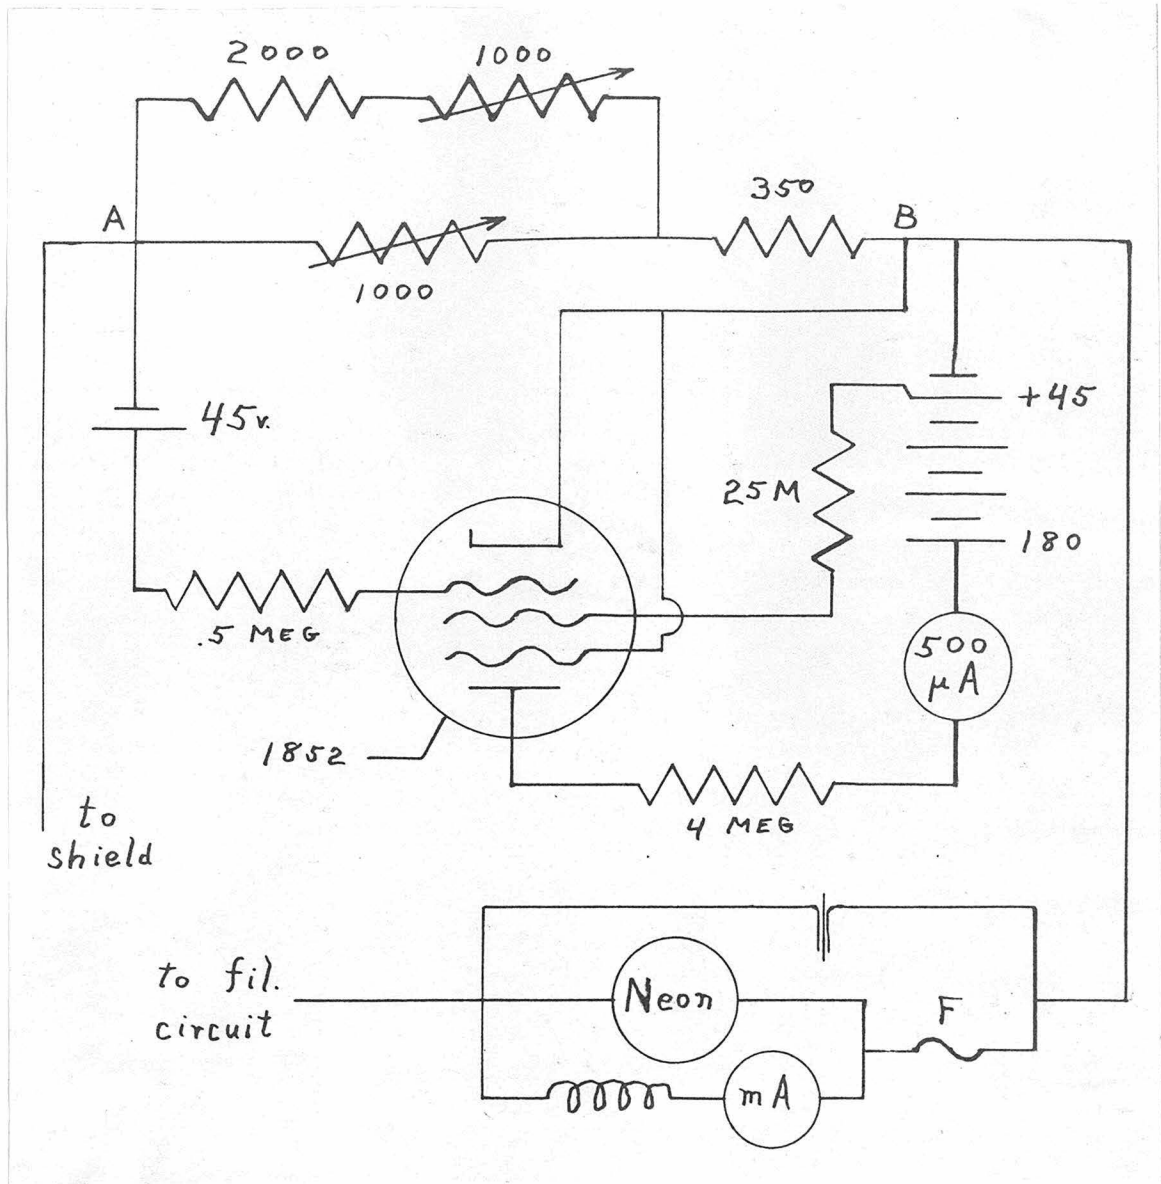 2000
1000
350
A
B
1000
45v.
+45
25M
180
.5 MEG
500
µA
1852
4 MEG
to
shield
to fil.
circuit
Neon
F
mA